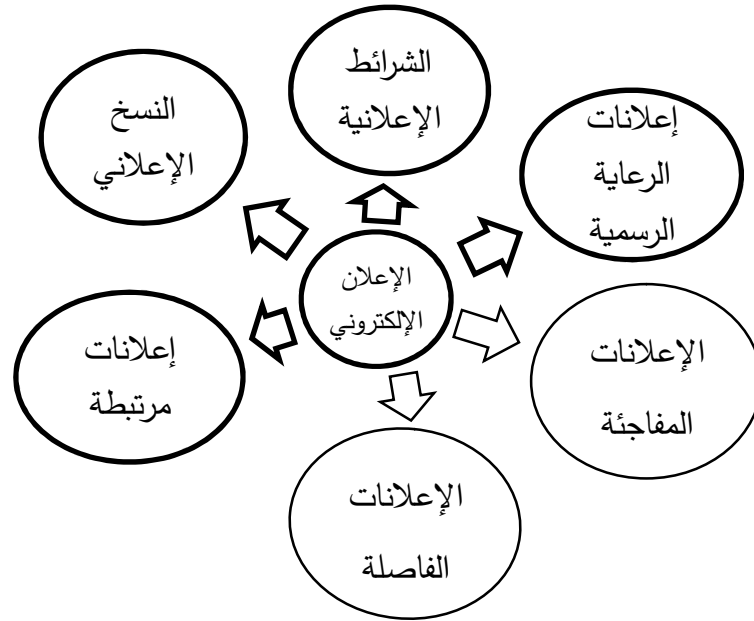 الشرائط
الإعلانية
إعلانات
الرعاية
الرسمية
النسخ
الإعلاني
الإعلان
الإلكتروني
الإعلانات
المفاجئة
إعلانات
مرتبطة
الإعلانات
الفاصلة